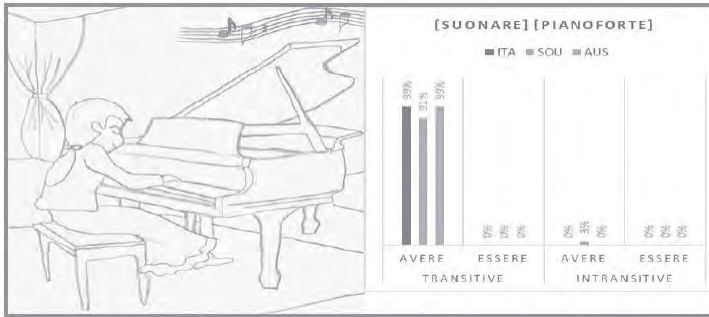 [SUONARE] [PIANOFORTE]
ITA SOU AUS
99% 91% 99%
0% 0% 0%
0% 3% 0%
0% 0% 0%
AVERE ESSERE AVERE ESSERE
TRANSITIVE INTRANSITIVE